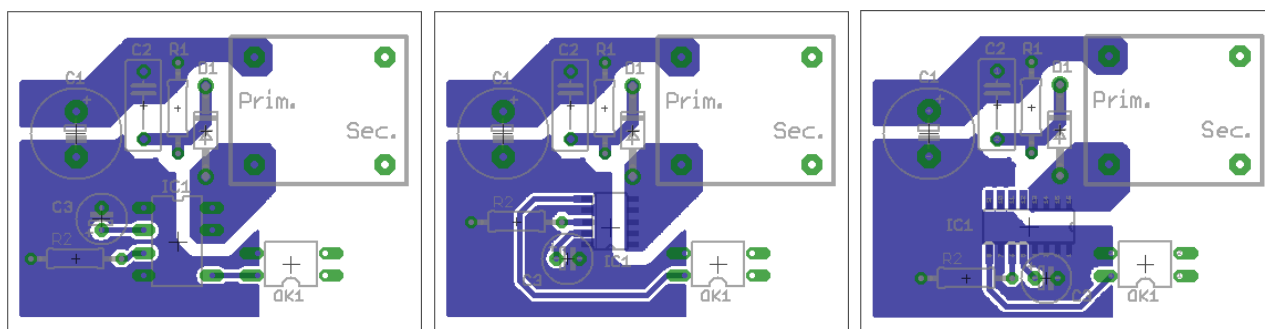 C2 R1
D1
C1
+
Prim.
Sec.
IC1
C3
R2
OK1
C2 R1
D1
C1
+
Prim.
Sec.
R2
C3
IC1
OK1
C2 R1
D1
C1
+
Prim.
Sec.
IC1
R2
C3
OK1